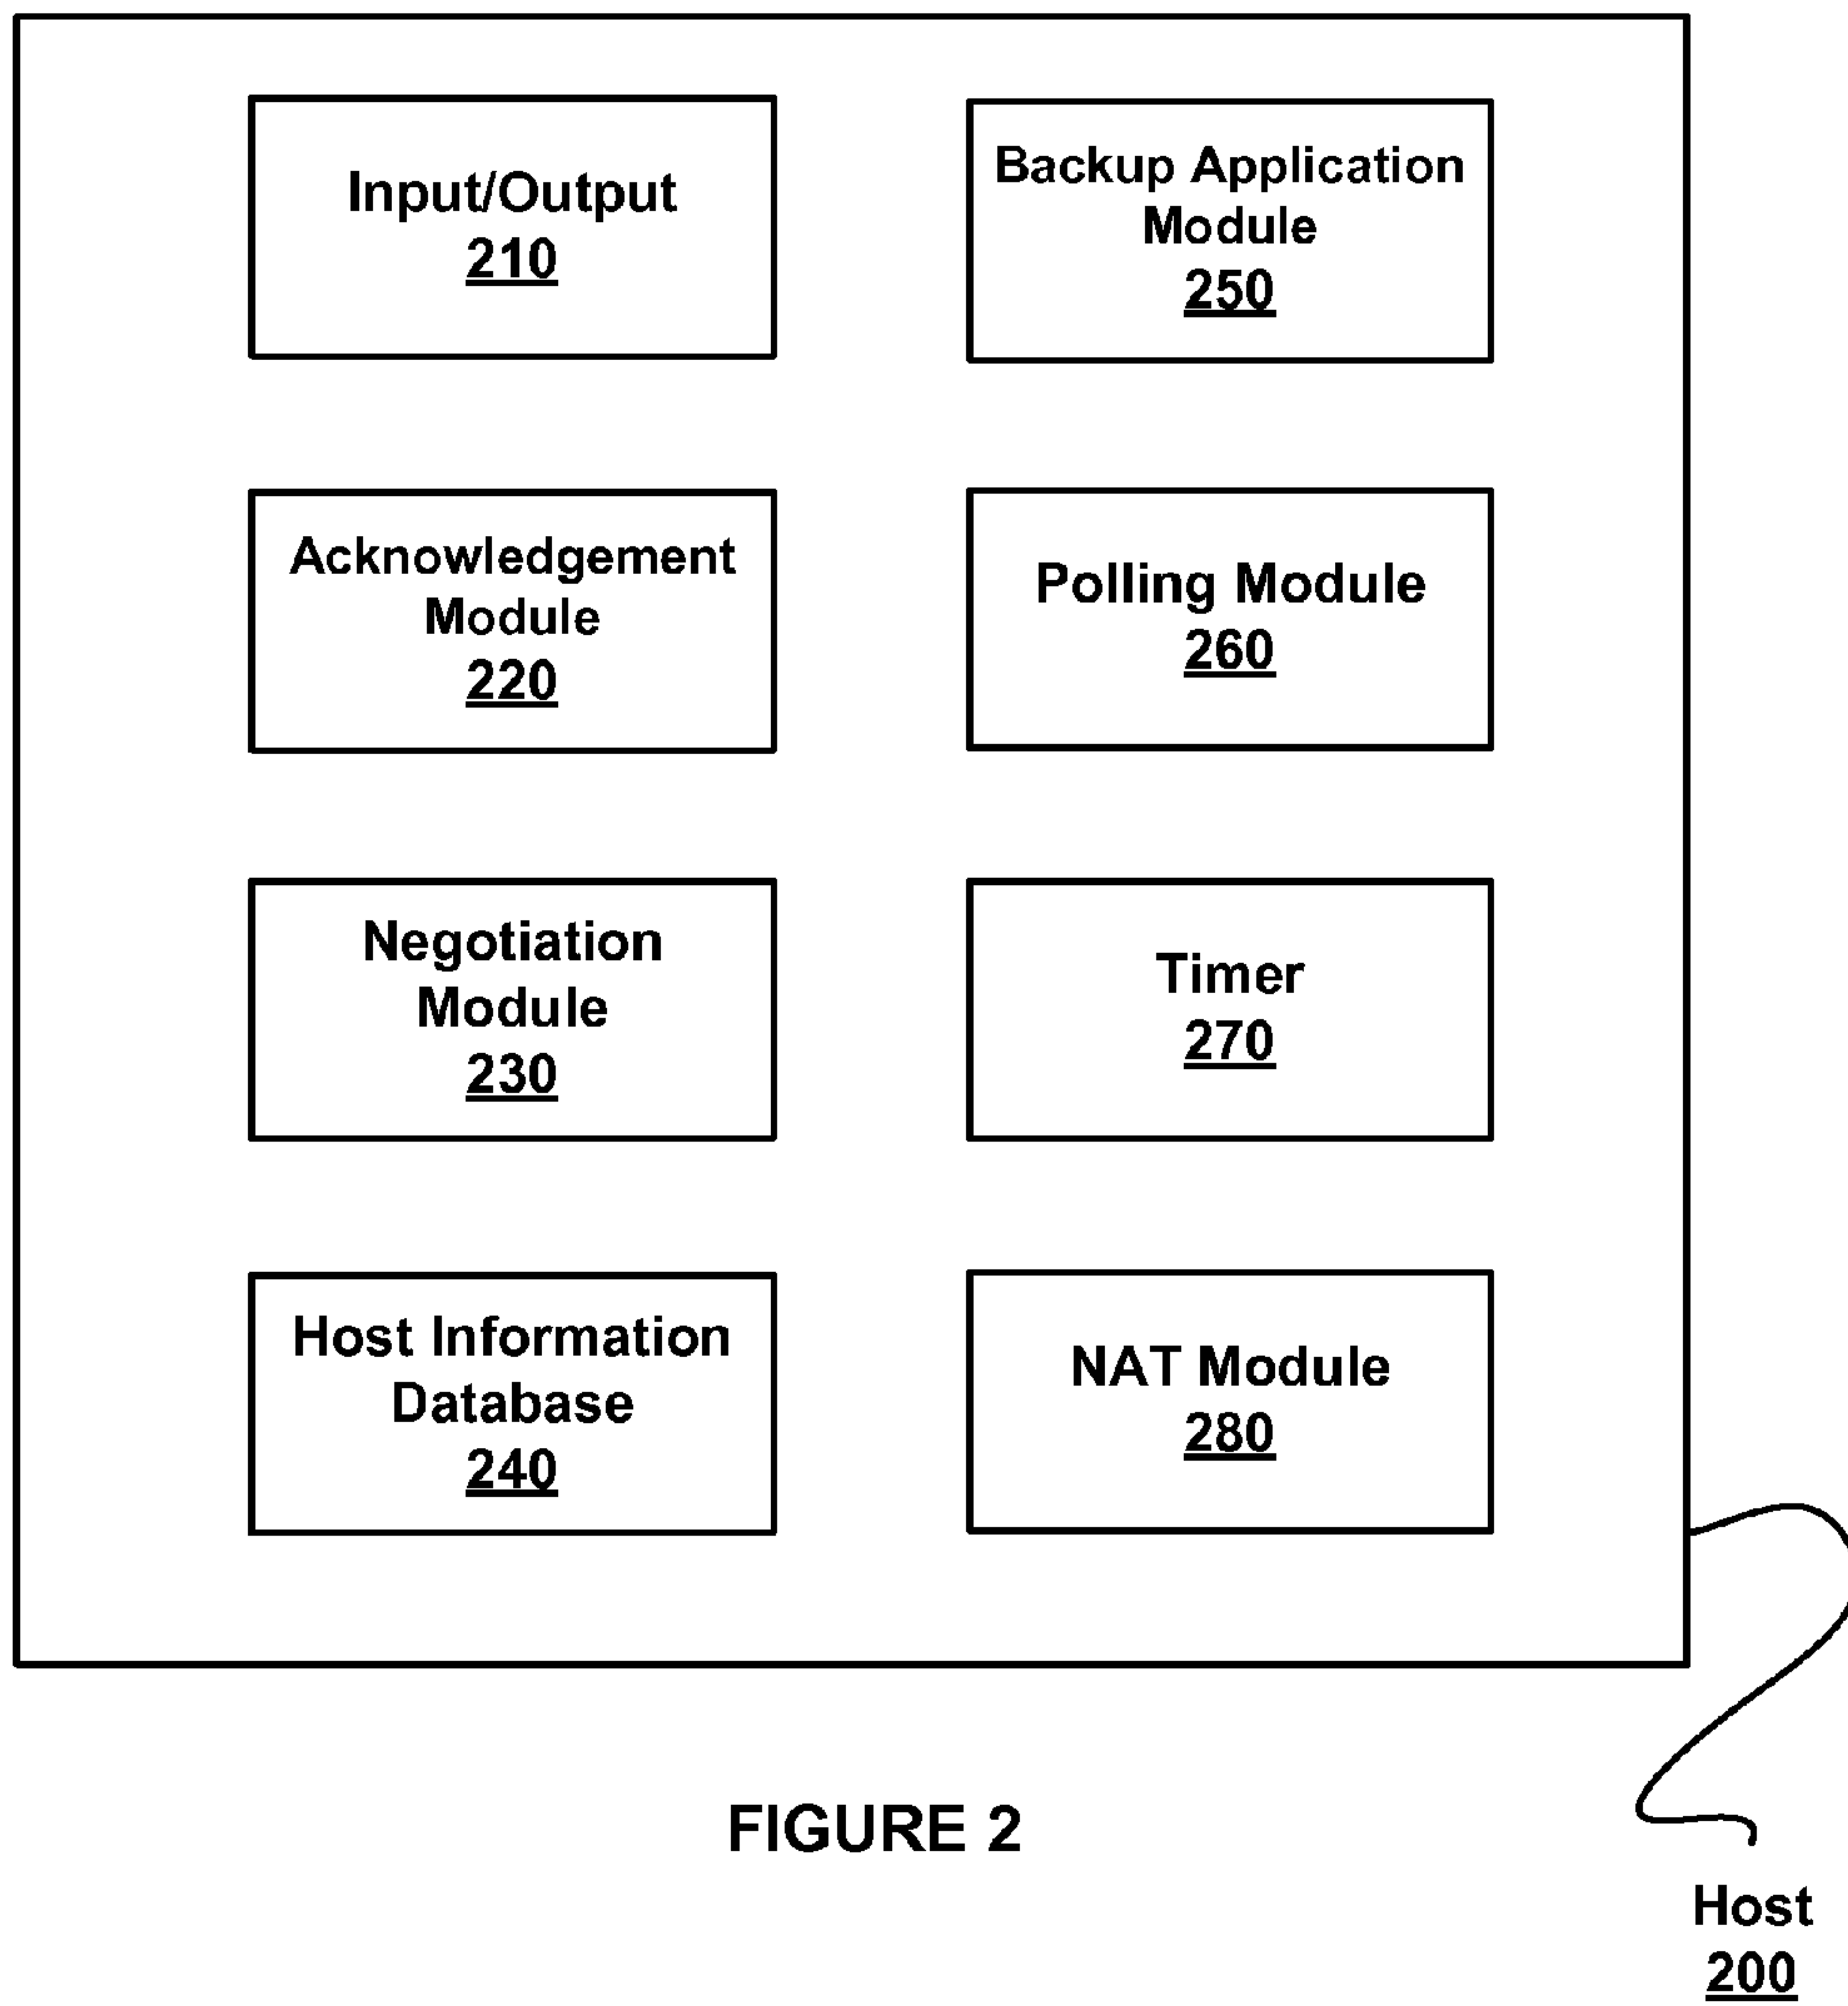 Input/Output
210
Backup Application
Module
250
Acknowledgement
Module
220
Polling Module
260
Negotiation
Module
230
Timer
270
Host Information
Database
240
NAT Module
280
FIGURE 2
Host
200